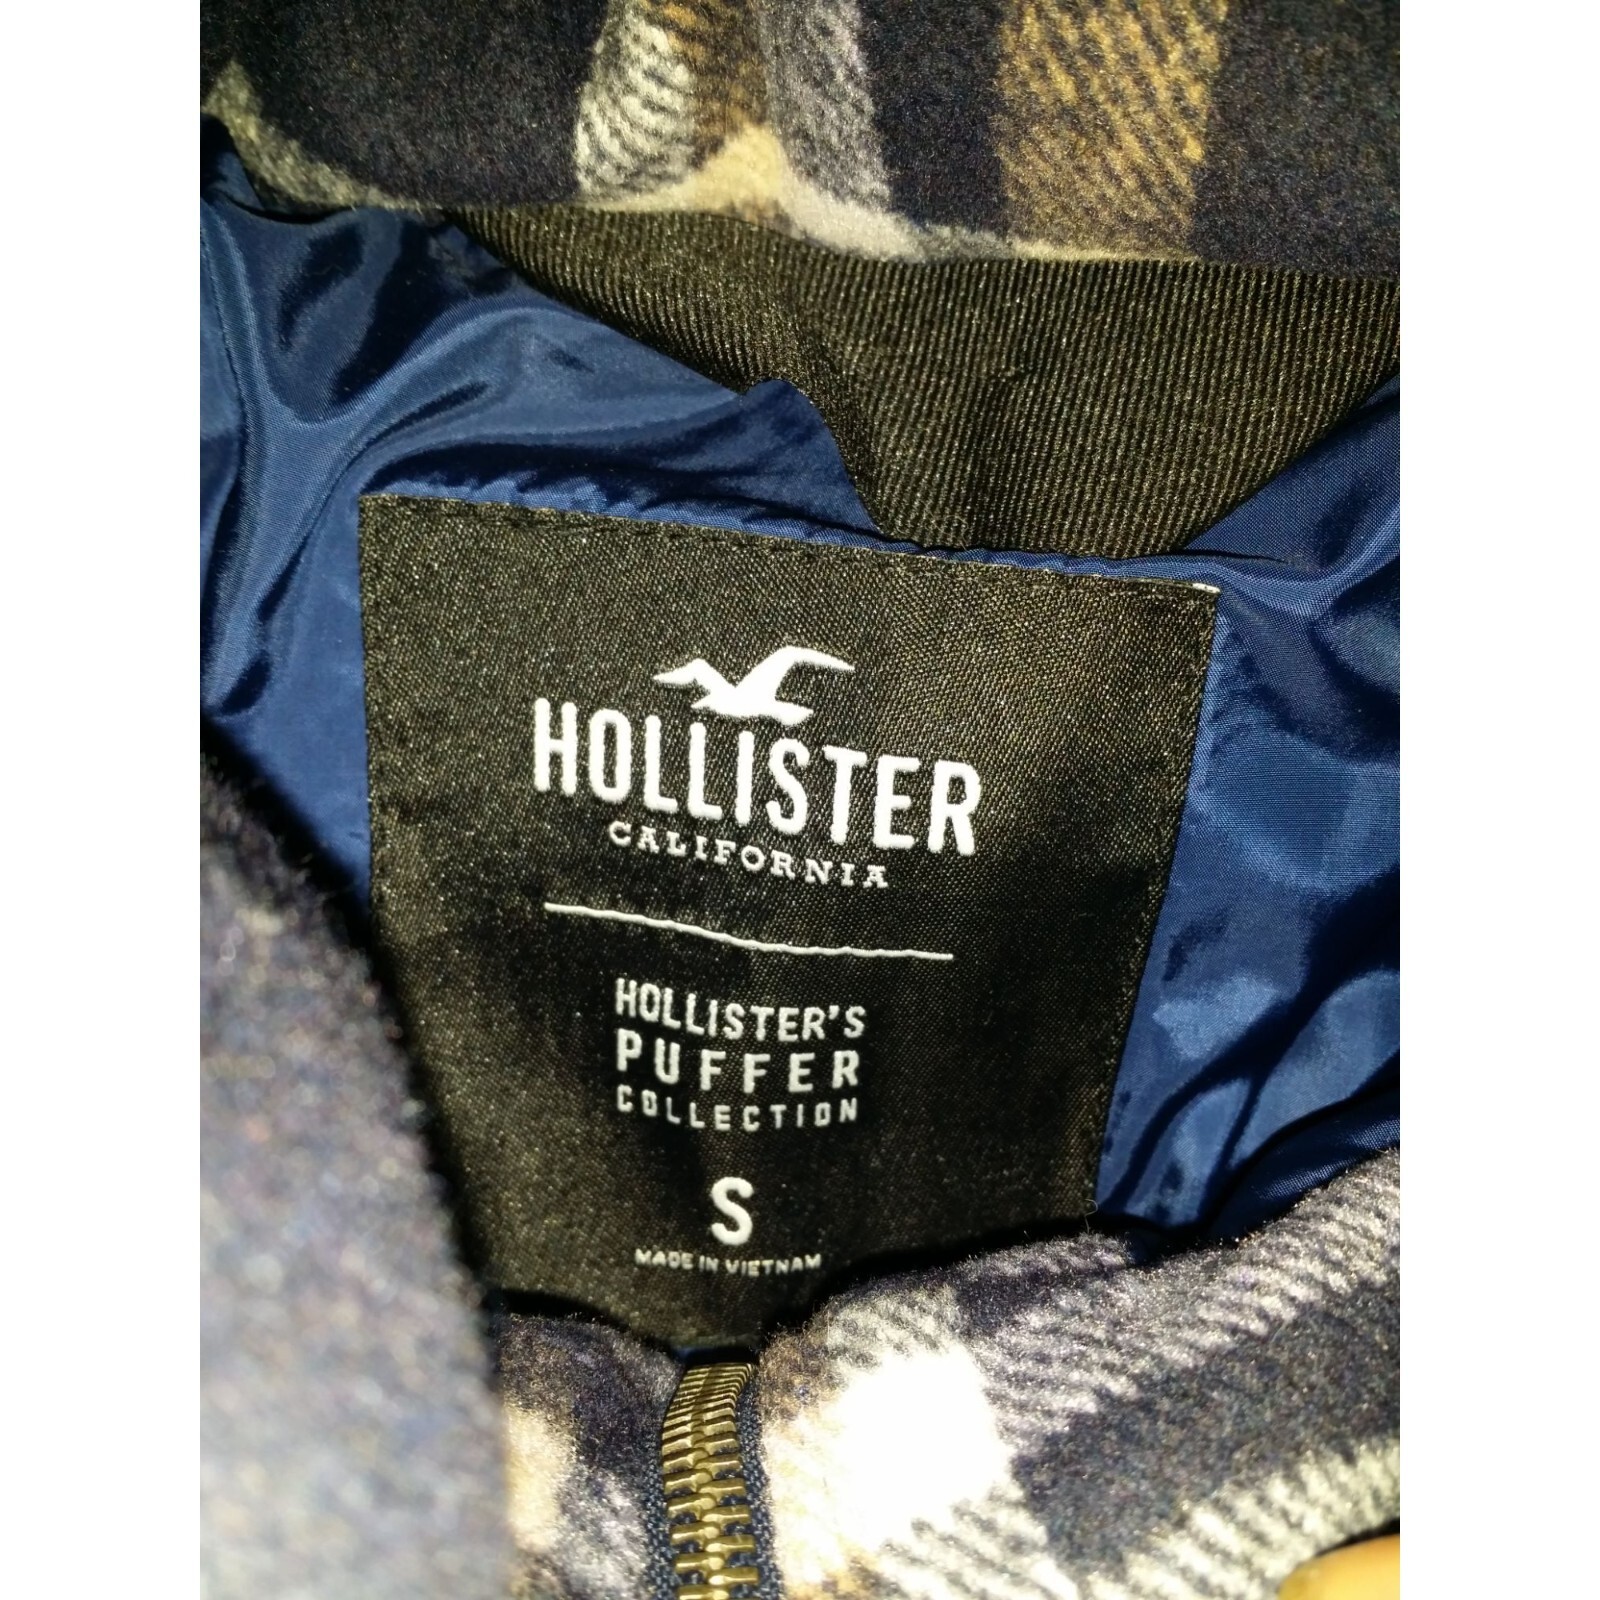 HOLLISTER
CALIFORNIA
HOLLISTER'S
PUFFER
COLLECTION
S
MADE IN VIETNAM